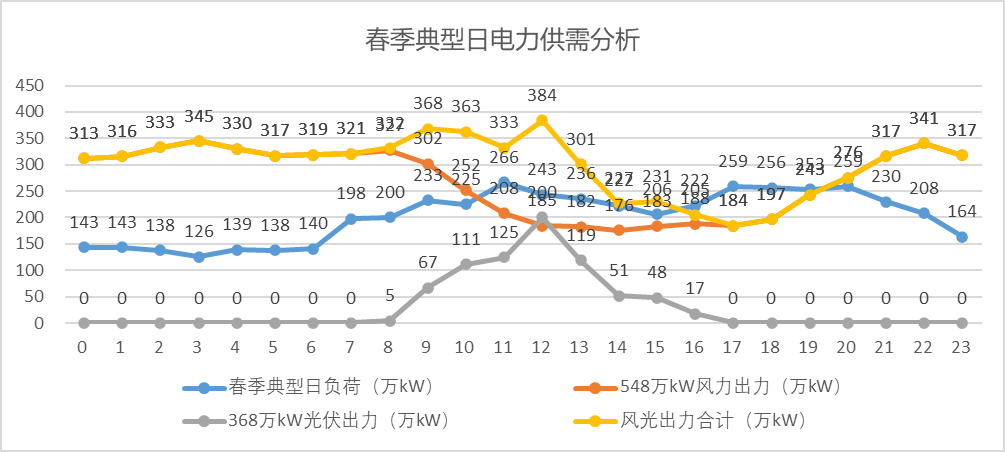 春季典型日电力供需分析
450
400
350
300
250
200
150
100
50
0
313 316 333 345 330 317 319 321 332 368 363 333 384 301 227 231 205 184 197 243 276 317 341 317
327 302 252 208 185 182 176 183 188
143 143 138 126 139 138 140 198 200 233 225 266 243 236 222 206 222 259 256 253 259 230 208 164
0 0 0 0 0 0 0 0 5 67 111 125 200 119 51 48 17 0 0 0 0 0 0 0
0 1 2 3 4 5 6 7 8 9 10 11 12 13 14 15 16 17 18 19 20 21 22 23
春季典型日负荷（万kW） 548万kW风力出力（万kW）
368万kW光伏出力（万kW） 风光出力合计（万kW）